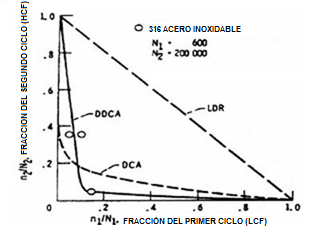 1.0
316 ACERO INOXIDABLE
N1 = 600
N2 = 200 000
.8
.6
.4
.2
0
DDCA
LDR
DCA
n2/N2, FRACCION DEL SEGUNDO CICLO (HCF)
.2
.4
.6
.8
1.0
n1/N1, FRACCIÓN DEL PRIMER CICLO (LCF)